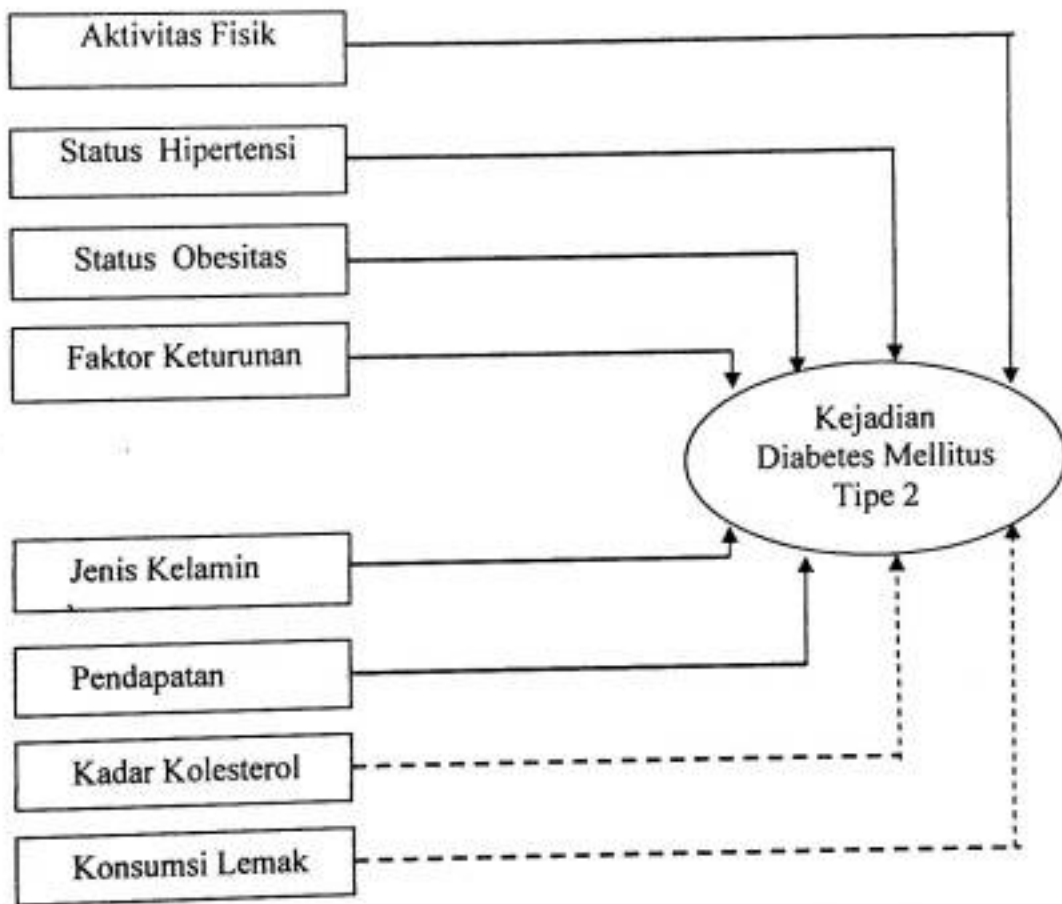 Aktivitas Fisik
Status Hipertensi
Status Obesitas
Faktor Keturunan
Kejadian
Diabetes Mellitus
Tipe 2
Jenis Kelamin
Pendapatan
Kadar Kolesterol
Konsumsi Lemak